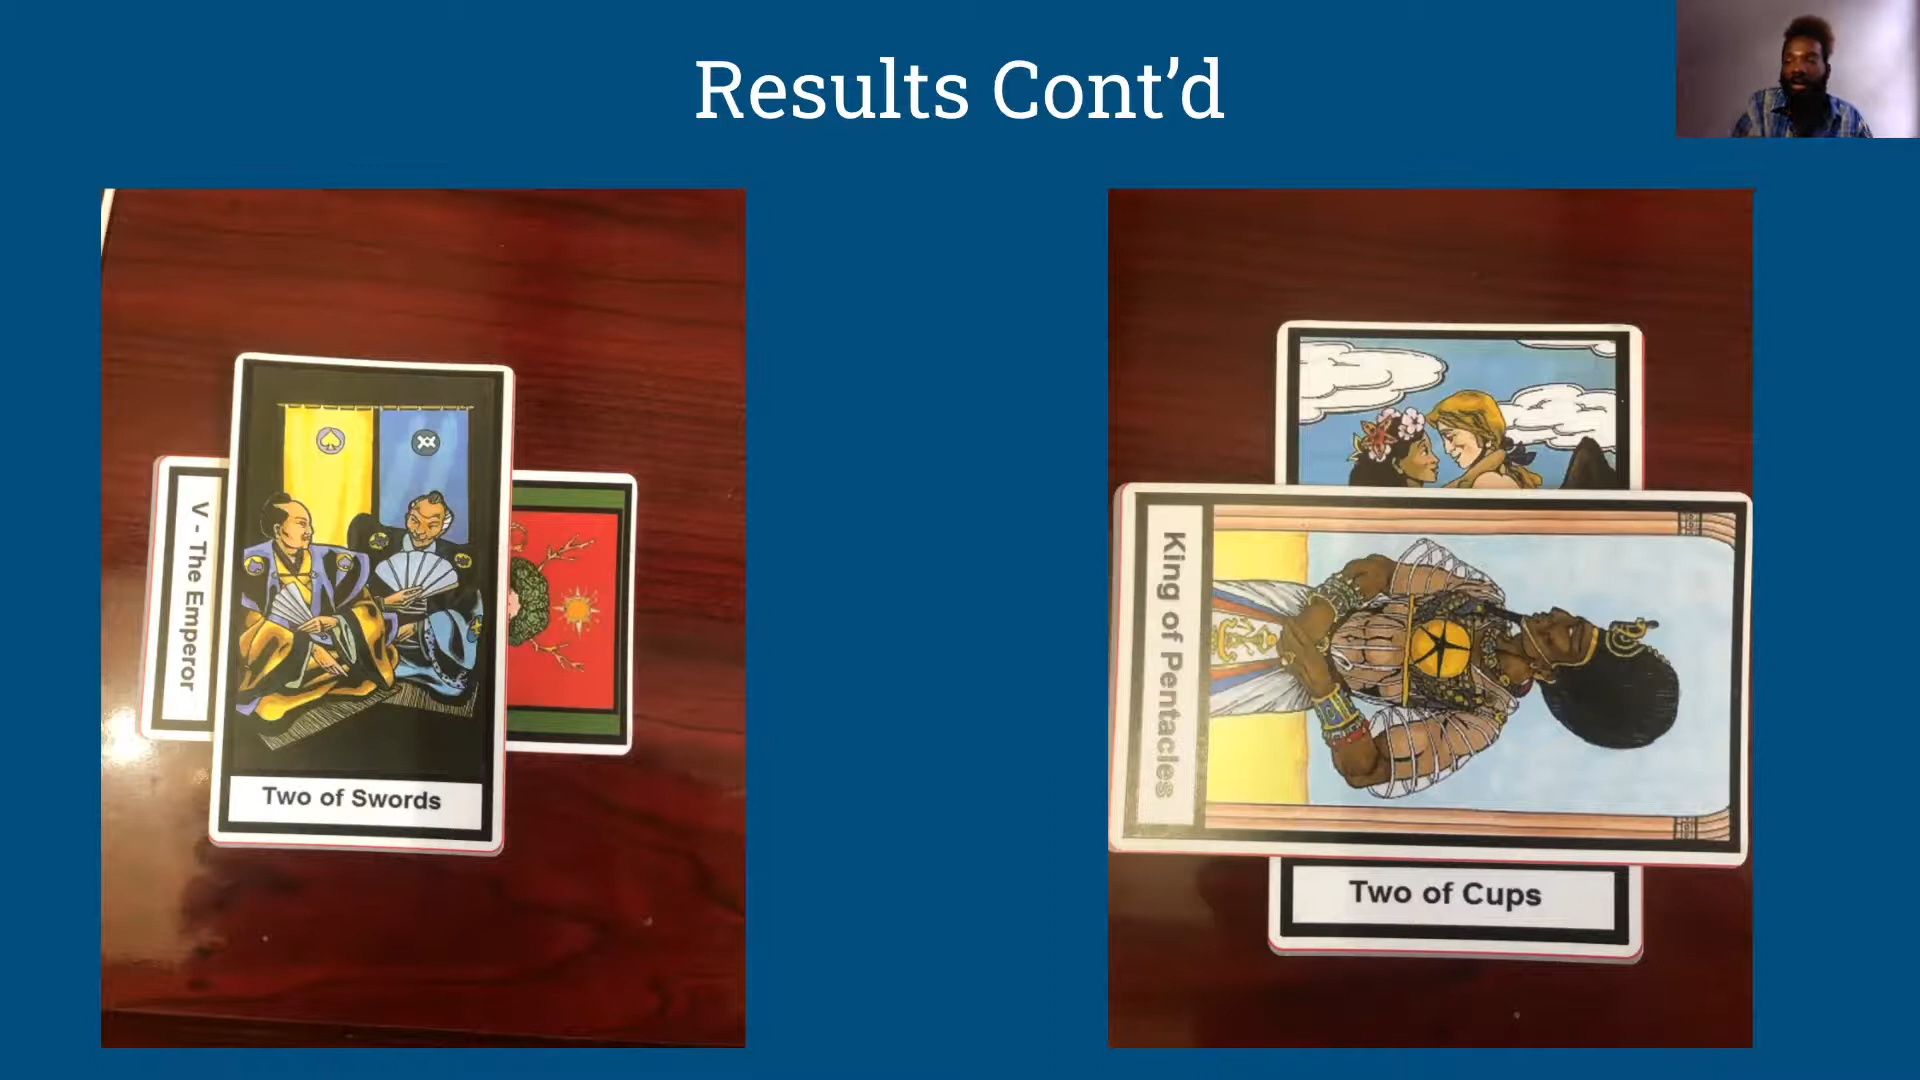 Results Cont'd
V - The Emperor
Two of Swords
King of Pentacles
Two of Cups